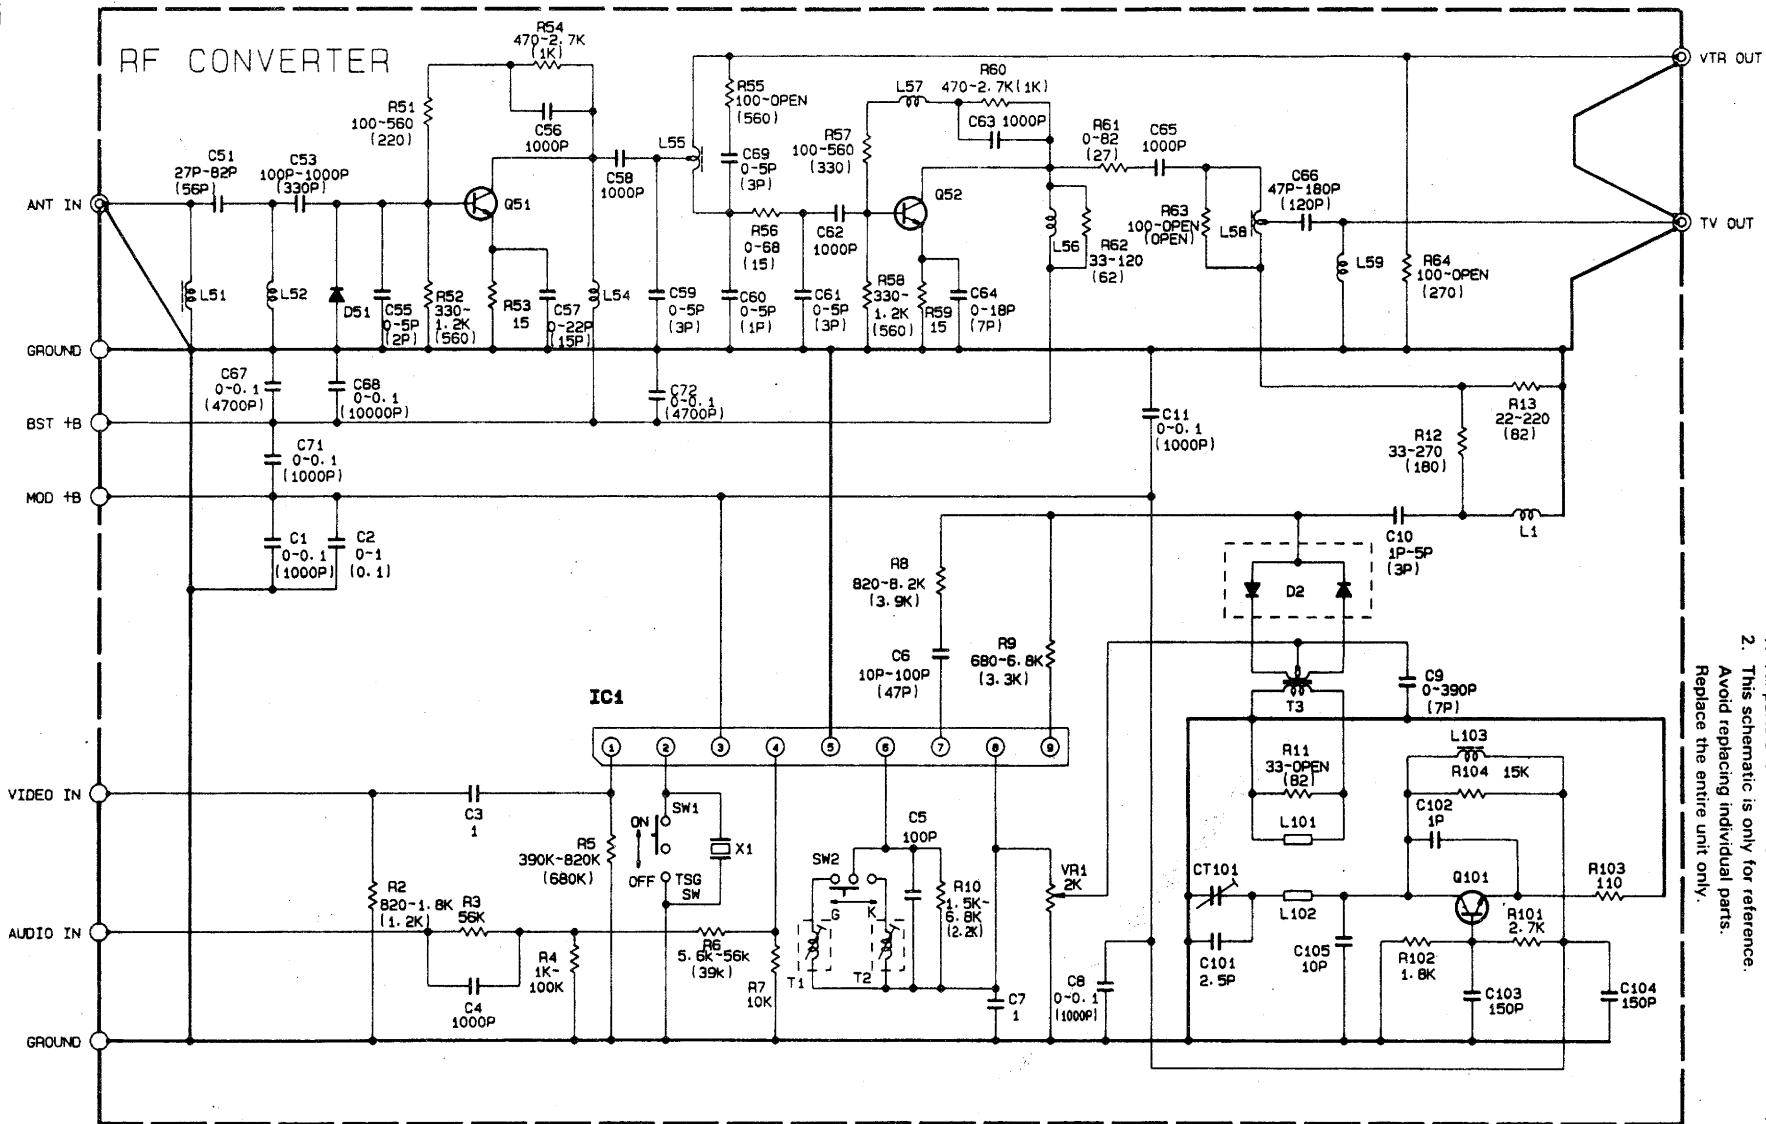 RF CONVERTER
ANT IN
GROUND
BST +B
MOD +B
VIDEO IN
AUDIO IN
GROUND
VTR OUT
TV OUT
C51
27P~82P
(56P)
C53
100P~1000P
(330P)
R51
100~560
(220)
R54
470~2.7K
(1K)
C56
1000P
Q51
L51
L52
D51
C55
0~5P
(2P)
R52
330~
1.2K
(560)
R53
15
C57
0~22P
(15P)
L54
C58
1000P
L55
C59
0~5P
(3P)
R55
100~OPEN
(560)
C69
0~5P
(3P)
C60
0~5P
(1P)
R56
0~68
(15)
C61
0~5P
(3P)
C62
1000P
R57
100~560
(330)
L57
R60
470~2.7K(1K)
C63 1000P
Q52
R58
330~
1.2K
(560)
R59
15
C64
0~18P
(7P)
L56
R62
33~120
(62)
R61
0~82
(27)
C65
1000P
R63
100~OPEN
(OPEN)
L58
C66
47P~180P
(120P)
L59
R64
100~OPEN
(270)
C67
0~0.1
(4700P)
C68
0~0.1
(10000P)
C72
0~0.1
(4700P)
C71
0~0.1
(1000P)
C1
0~0.1
(1000P)
C2
0~1
(0.1)
C11
0~0.1
(1000P)
R13
22~220
(82)
R12
33~270
(180)
L1
C10
1P~5P
(3P)
D2
R8
820~8.2K
(3.9K)
C6
10P~100P
(47P)
R9
680~6.8K
(3.3K)
T3
C9
0~390P
(7P)
IC1
1
2
3
4
5
6
7
8
9
C3
1
R5
390K~820K
(680K)
SW1
ON
OFF
TSG
SW
X1
R2
820~1.8K
(1.2K)
R3
56K
C4
1000P
R4
1K~
100K
R6
5.6K~56K
(39K)
R7
10K
SW2
G
K
T1
T2
C5
100P
R10
1.5K~
6.8K
(2.2K)
C7
1
VR1
2K
C8
0~0.1
(1000P)
R11
33~OPEN
(82)
L101
CT101
L102
C101
2.5P
C105
10P
L103
R104 15K
C102
1P
Q101
R103
110
R101
2.7K
R102
1.8K
C103
150P
C104
150P
2. This schematic is only for reference.
Avoid replacing individual parts.
Replace the entire unit only.